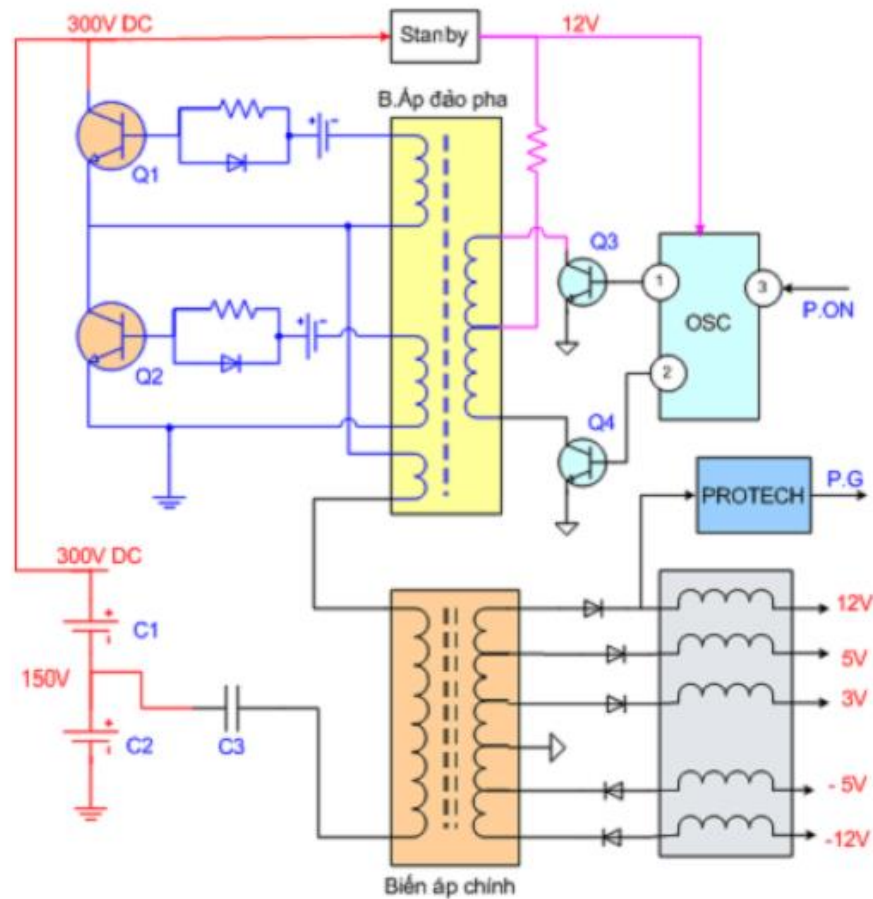 300V DC
Stanby
12V
B.Áp đảo pha
+ -
Q1
Q3
1
3
OSC
P.ON
+ -
Q2
2
Q4
PROTECH
P.G
300V DC
+
-
C1
150V
+
-
C2
C3
12V
5V
3V
- 5V
-12V
Biến áp chính